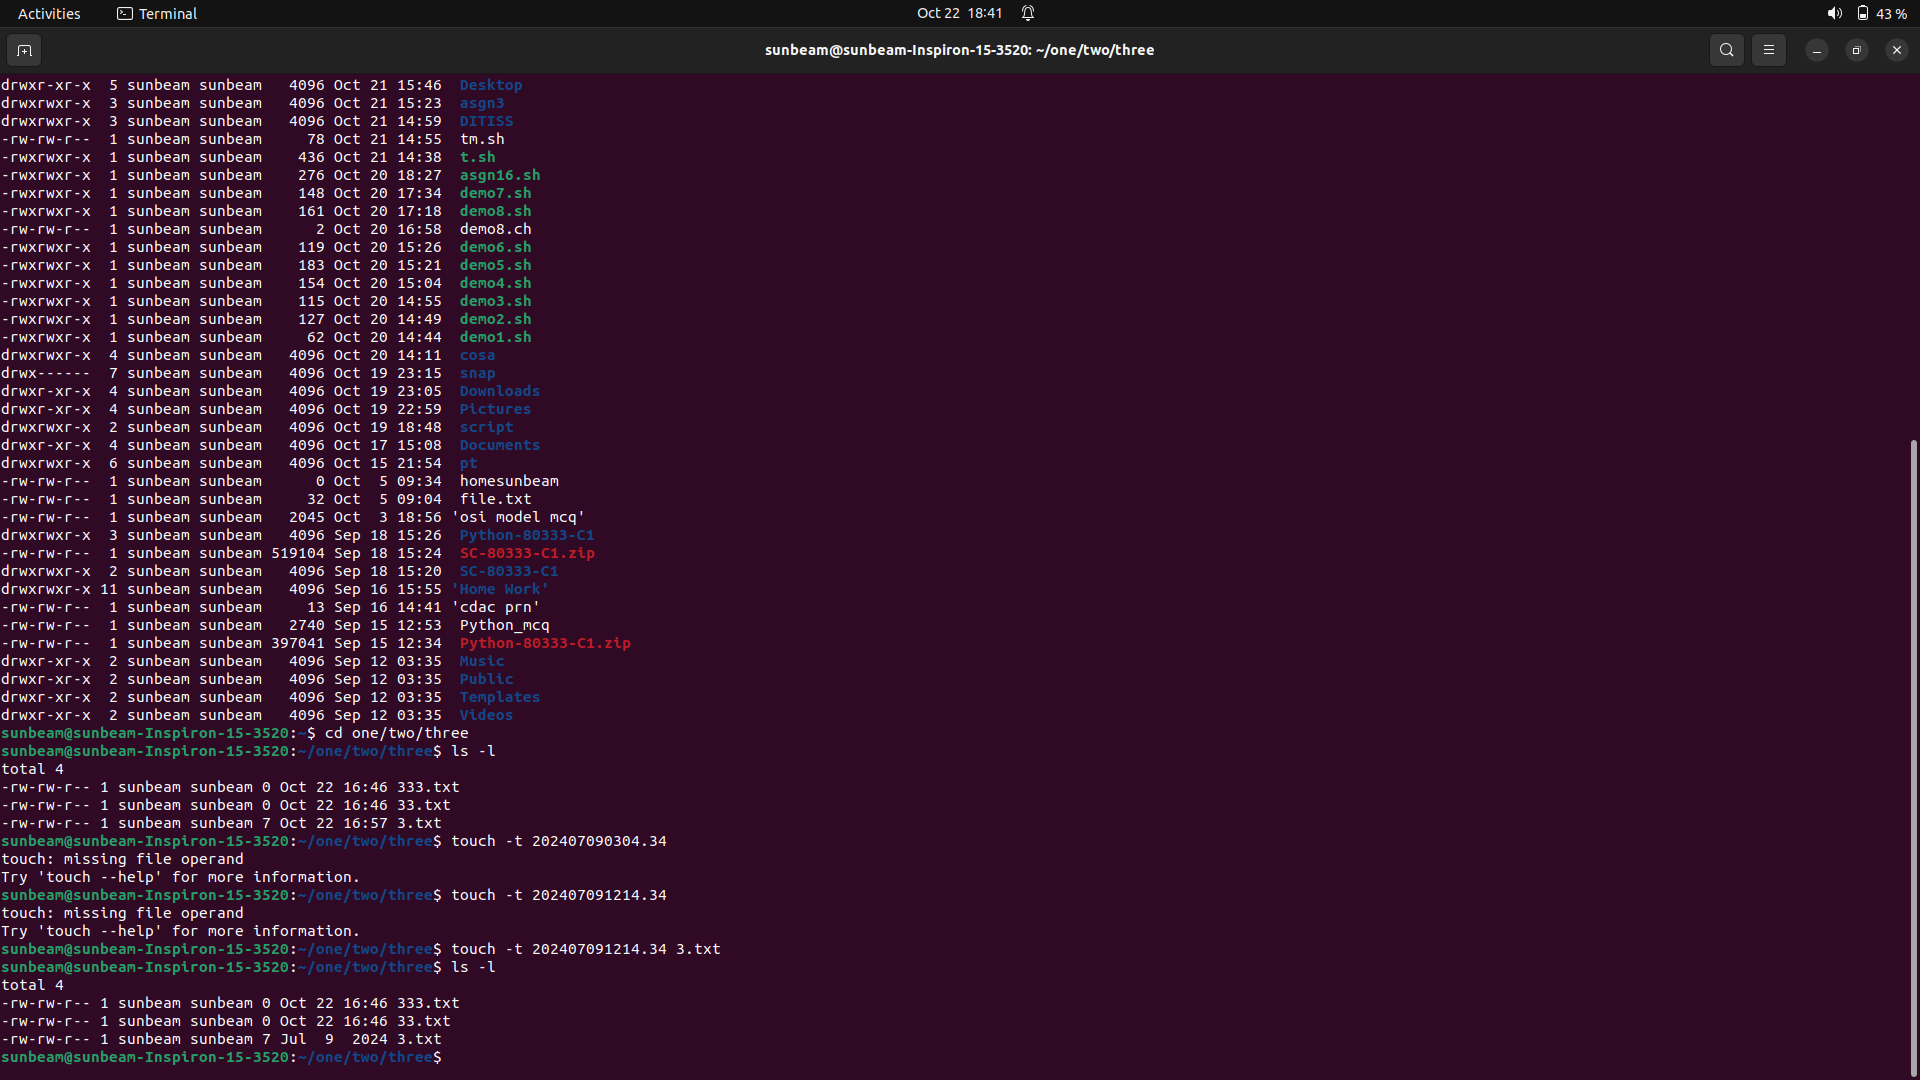 Activities Terminal Oct 22 18:41 43 %
sunbeam@sunbeam-Inspiron-15-3520: ~/one/two/three
drwxr-xr-x  5 sunbeam sunbeam   4096 Oct 21 15:46  Desktop
drwxrwxr-x  3 sunbeam sunbeam   4096 Oct 21 15:23  asgn3
drwxrwxr-x  3 sunbeam sunbeam   4096 Oct 21 14:59  DITISS
-rw-rw-r--  1 sunbeam sunbeam     78 Oct 21 14:55  tm.sh
-rwxrwxr-x  1 sunbeam sunbeam    436 Oct 21 14:38  t.sh
-rwxrwxr-x  1 sunbeam sunbeam    276 Oct 20 18:27  asgn16.sh
-rwxrwxr-x  1 sunbeam sunbeam    148 Oct 20 17:34  demo7.sh
-rwxrwxr-x  1 sunbeam sunbeam    161 Oct 20 17:18  demo8.sh
-rw-rw-r--  1 sunbeam sunbeam      2 Oct 20 16:58  demo8.ch
-rwxrwxr-x  1 sunbeam sunbeam    119 Oct 20 15:26  demo6.sh
-rwxrwxr-x  1 sunbeam sunbeam    183 Oct 20 15:21  demo5.sh
-rwxrwxr-x  1 sunbeam sunbeam    154 Oct 20 15:04  demo4.sh
-rwxrwxr-x  1 sunbeam sunbeam    115 Oct 20 14:55  demo3.sh
-rwxrwxr-x  1 sunbeam sunbeam    127 Oct 20 14:49  demo2.sh
-rwxrwxr-x  1 sunbeam sunbeam     62 Oct 20 14:44  demo1.sh
drwxrwxr-x  4 sunbeam sunbeam   4096 Oct 20 14:11  cosa
drwx------  7 sunbeam sunbeam   4096 Oct 19 23:15  snap
drwxr-xr-x  4 sunbeam sunbeam   4096 Oct 19 23:05  Downloads
drwxr-xr-x  4 sunbeam sunbeam   4096 Oct 19 22:59  Pictures
drwxrwxr-x  2 sunbeam sunbeam   4096 Oct 19 18:48  script
drwxr-xr-x  4 sunbeam sunbeam   4096 Oct 17 15:08  Documents
drwxrwxr-x  6 sunbeam sunbeam   4096 Oct 15 21:54  pt
-rw-rw-r--  1 sunbeam sunbeam      0 Oct  5 09:34  homesunbeam
-rw-rw-r--  1 sunbeam sunbeam     32 Oct  5 09:04  file.txt
-rw-rw-r--  1 sunbeam sunbeam   2045 Oct  3 18:56 'osi model mcq'
drwxrwxr-x  3 sunbeam sunbeam   4096 Sep 18 15:26  Python-80333-C1
-rw-rw-r--  1 sunbeam sunbeam 519104 Sep 18 15:24  SC-80333-C1.zip
drwxrwxr-x  2 sunbeam sunbeam   4096 Sep 18 15:20  SC-80333-C1
drwxrwxr-x 11 sunbeam sunbeam   4096 Sep 16 15:55 'Home Work'
-rw-rw-r--  1 sunbeam sunbeam     13 Sep 16 14:41 'cdac prn'
-rw-rw-r--  1 sunbeam sunbeam   2740 Sep 15 12:53  Python_mcq
-rw-rw-r--  1 sunbeam sunbeam 397041 Sep 15 12:34  Python-80333-C1.zip
drwxr-xr-x  2 sunbeam sunbeam   4096 Sep 12 03:35  Music
drwxr-xr-x  2 sunbeam sunbeam   4096 Sep 12 03:35  Public
drwxr-xr-x  2 sunbeam sunbeam   4096 Sep 12 03:35  Templates
drwxr-xr-x  2 sunbeam sunbeam   4096 Sep 12 03:35  Videos
sunbeam@sunbeam-Inspiron-15-3520:~$ cd one/two/three
sunbeam@sunbeam-Inspiron-15-3520:~/one/two/three$ ls -l
total 4
-rw-rw-r-- 1 sunbeam sunbeam 0 Oct 22 16:46 333.txt
-rw-rw-r-- 1 sunbeam sunbeam 0 Oct 22 16:46 33.txt
-rw-rw-r-- 1 sunbeam sunbeam 7 Oct 22 16:57 3.txt
sunbeam@sunbeam-Inspiron-15-3520:~/one/two/three$ touch -t 202407090304.34
touch: missing file operand
Try 'touch --help' for more information.
sunbeam@sunbeam-Inspiron-15-3520:~/one/two/three$ touch -t 202407091214.34
touch: missing file operand
Try 'touch --help' for more information.
sunbeam@sunbeam-Inspiron-15-3520:~/one/two/three$ touch -t 202407091214.34 3.txt
sunbeam@sunbeam-Inspiron-15-3520:~/one/two/three$ ls -l
total 4
-rw-rw-r-- 1 sunbeam sunbeam 0 Oct 22 16:46 333.txt
-rw-rw-r-- 1 sunbeam sunbeam 0 Oct 22 16:46 33.txt
-rw-rw-r-- 1 sunbeam sunbeam 7 Jul  9  2024 3.txt
sunbeam@sunbeam-Inspiron-15-3520:~/one/two/three$